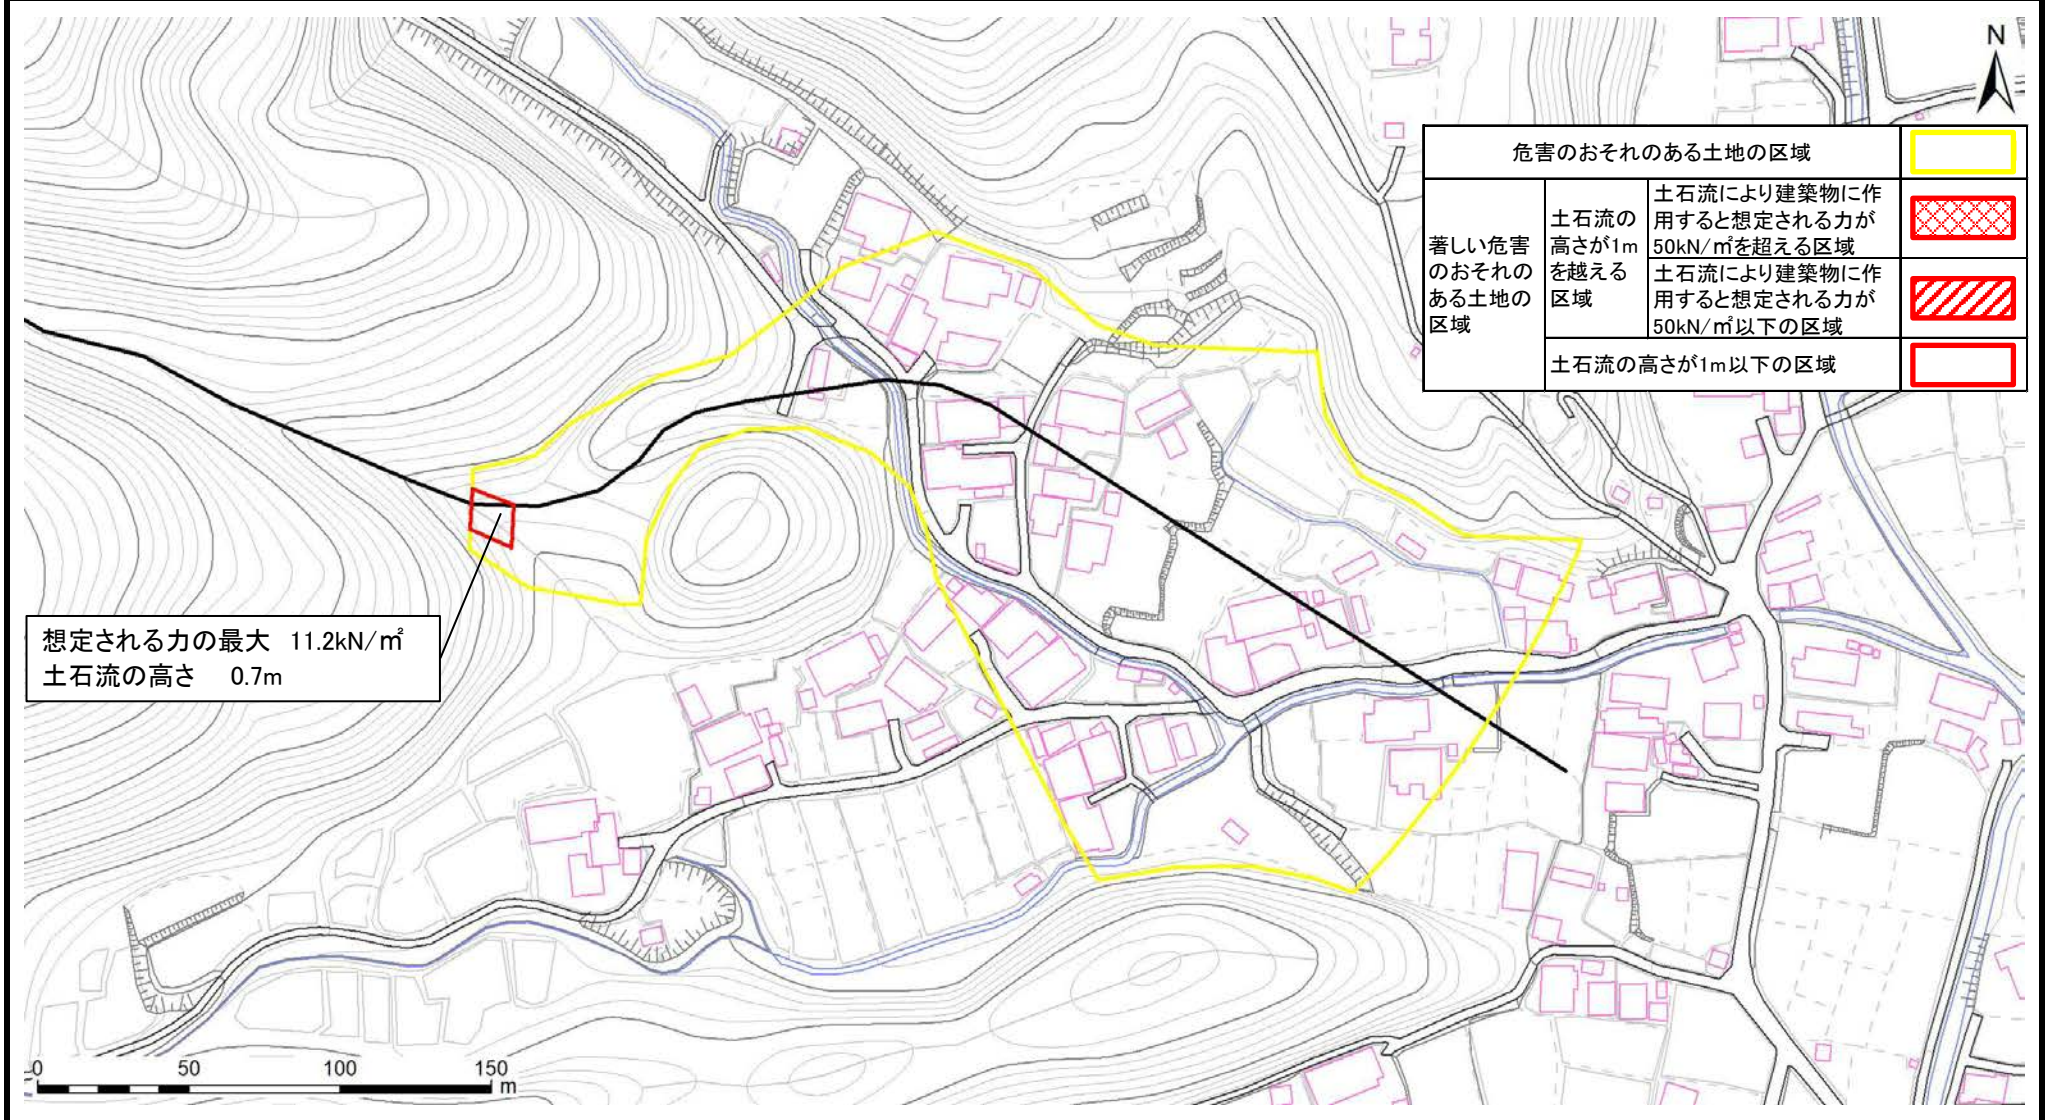 N
危害のおそれのある土地の区域
著しい危害
のおそれの
ある土地の
区域
土石流の
高さが1m
を越える
区域
土石流により建築物に作
用すると想定される力が
50kN/㎡を超える区域
土石流により建築物に作
用すると想定される力が
50kN/㎡以下の区域
土石流の高さが1m以下の区域
想定される力の最大 11.2kN/㎡
土石流の高さ 0.7m
0 50 100 150
m